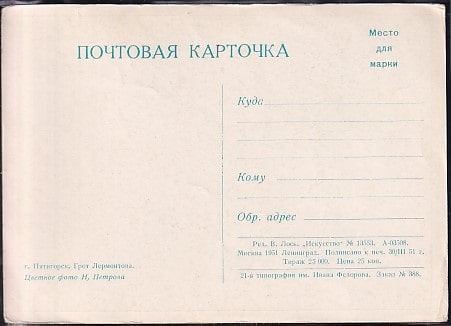 ПОЧТОВАЯ КАРТОЧКА
Место
для
марки
Куда
Кому
Обр. адрес
г. Пятигорск, Грот Лермонтова.
Цветное фото Н. Петрова
Ред. В. Лось. „Искусство" № 13553. А-03508.
Москва 1951 Ленинград. Подписано к печ. 30/III 51 г.
Тираж 25 000. Цена 25 коп.
21-я типография им. Ивана Федорова. Заказ № 388.